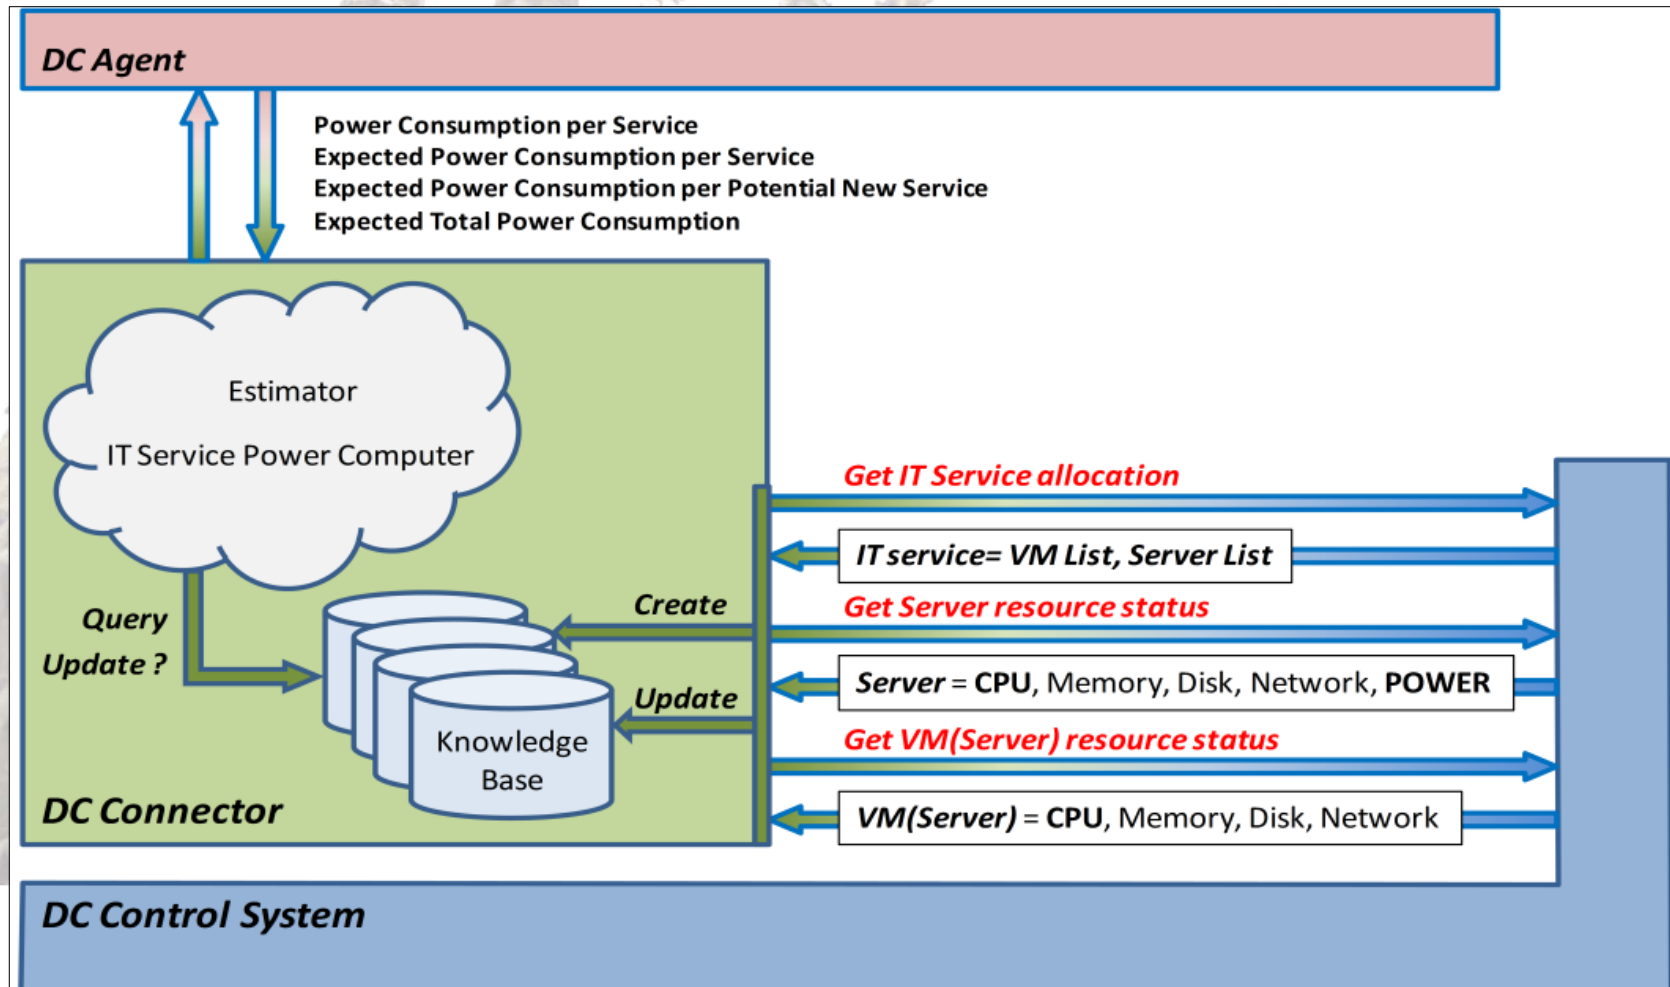 DC Agent
Power Consumption per Service
Expected Power Consumption per Service
Expected Power Consumption per Potential New Service
Expected Total Power Consumption
Estimator
IT Service Power Computer
Get IT Service allocation
IT service= VM List, Server List
Query
Update ?
Create
Get Server resource status
Server = CPU, Memory, Disk, Network, POWER
Update
Get VM(Server) resource status
Knowledge
Base
DC Connector
VM(Server) = CPU, Memory, Disk, Network
DC Control System